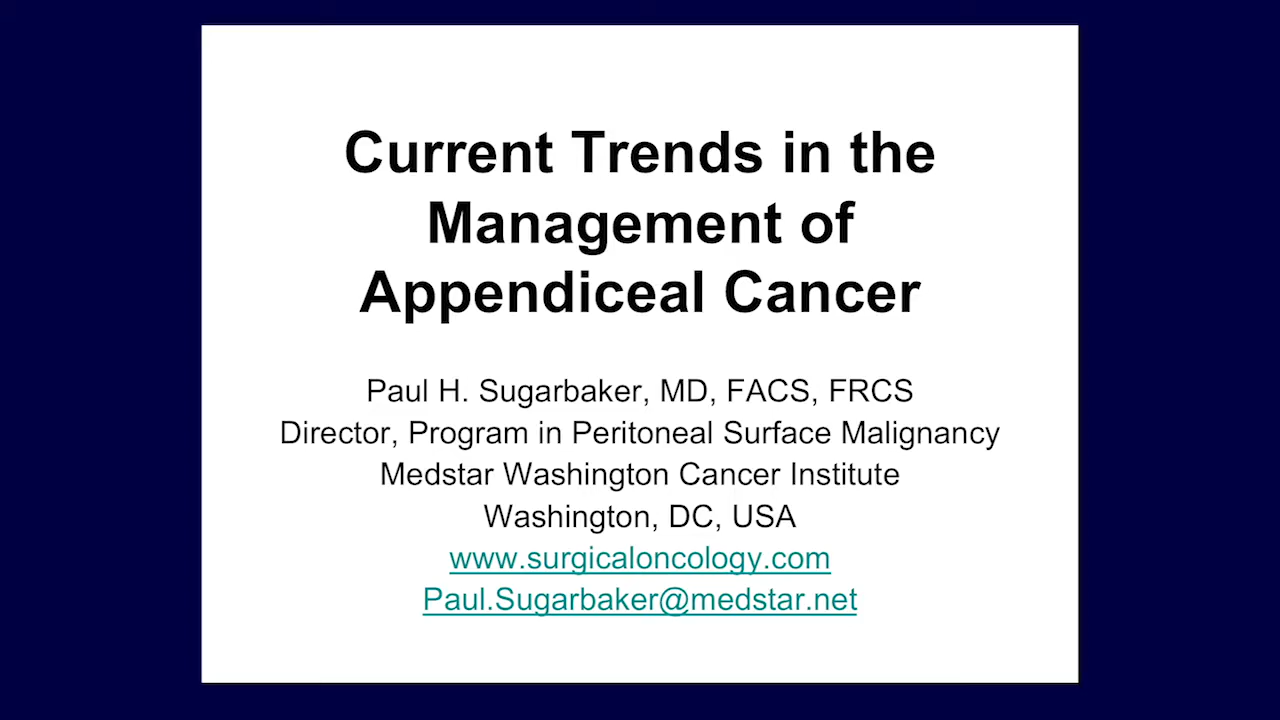 Current Trends in the
Management of
Appendiceal Cancer
Paul H. Sugarbaker, MD, FACS, FRCS
Director, Program in Peritoneal Surface Malignancy
Medstar Washington Cancer Institute
Washington, DC, USA
www.surgicaloncology.com
Paul.Sugarbaker@medstar.net